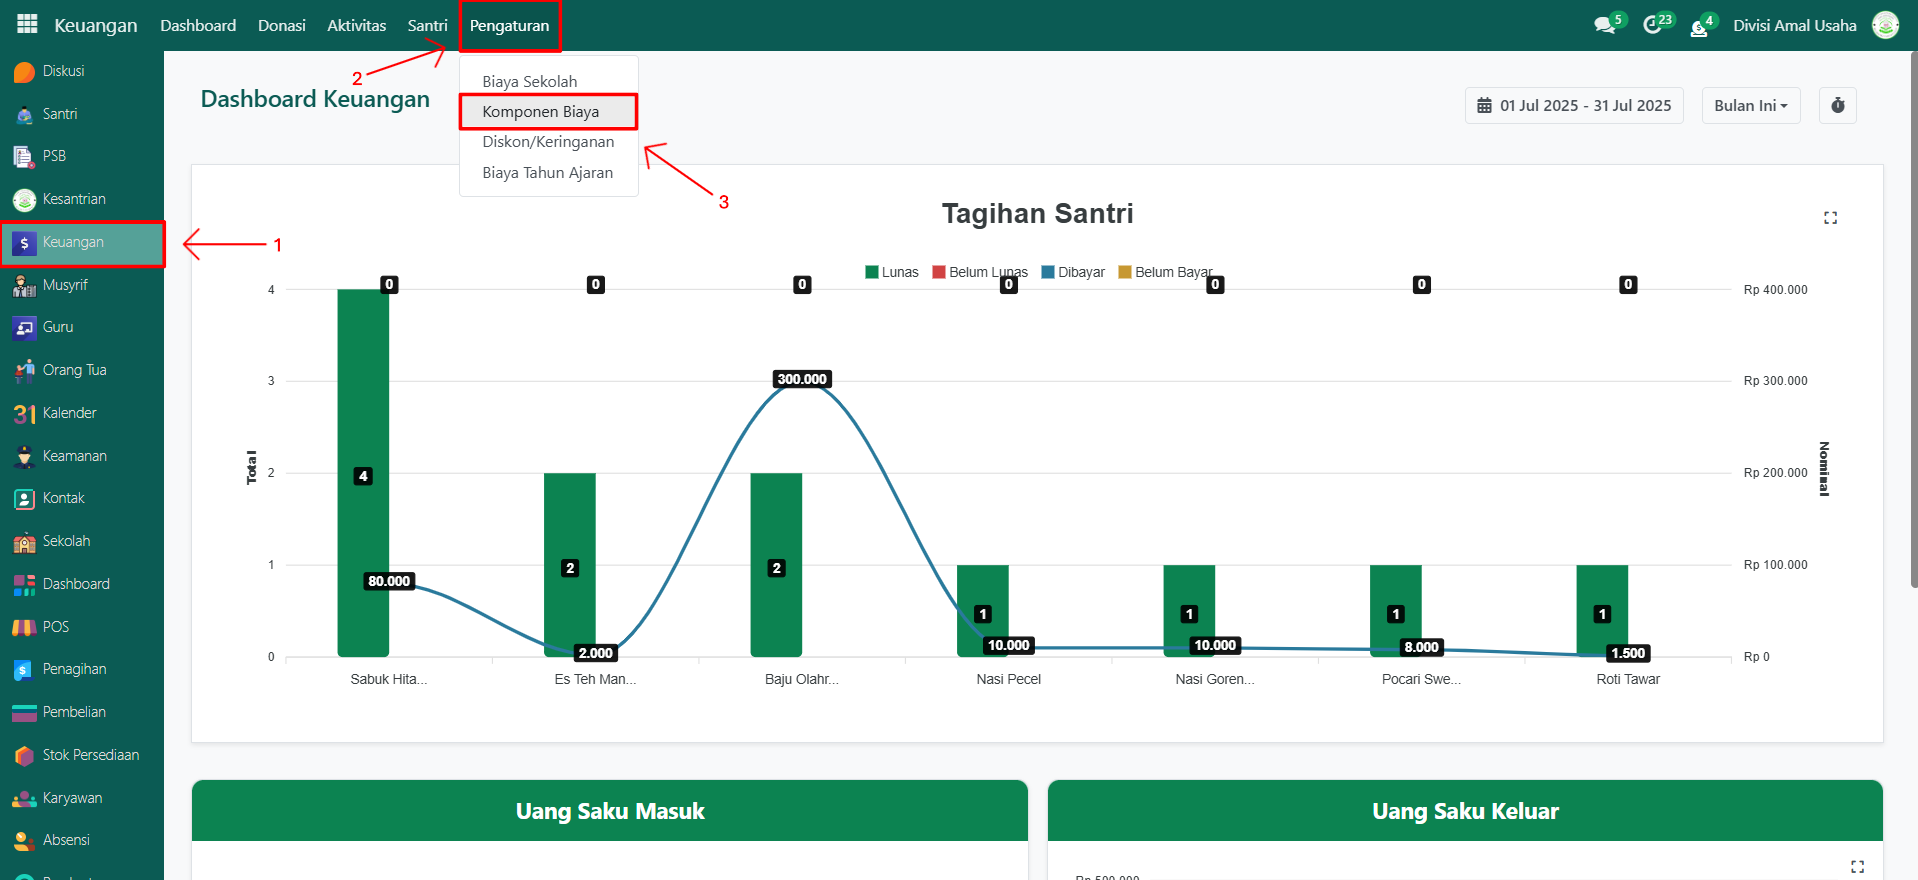 Keuangan
Dashboard
Donasi
Aktivitas
Santri
Pengaturan
5
23
4
Divisi Amal Usaha
Diskusi
Santri
PSB
Kesantrian
Keuangan
Musyrif
Guru
Orang Tua
Kalender
Keamanan
Kontak
Sekolah
Dashboard
POS
Penagihan
Pembelian
Stok Persediaan
Karyawan
Absensi
1
2
3
Biaya Sekolah
Komponen Biaya
Diskon/Keringanan
Biaya Tahun Ajaran
Dashboard Keuangan
01 Jul 2025 - 31 Jul 2025
Bulan Ini
Tagihan Santri
Lunas
Belum Lunas
Dibayar
Belum Bayar
0 0 0 0 0 0 0
4
3
2
1
0
Total
4
2
2
1
1
1
1
80.000
2.000
300.000
10.000
10.000
8.000
1.500
Rp 400.000
Rp 300.000
Rp 200.000
Rp 100.000
Rp 0
Nominal
Sabuk Hita...
Es Teh Man...
Baju Olahr...
Nasi Pecel
Nasi Goren...
Pocari Swe...
Roti Tawar
Uang Saku Masuk
Uang Saku Keluar
Rp 500.000